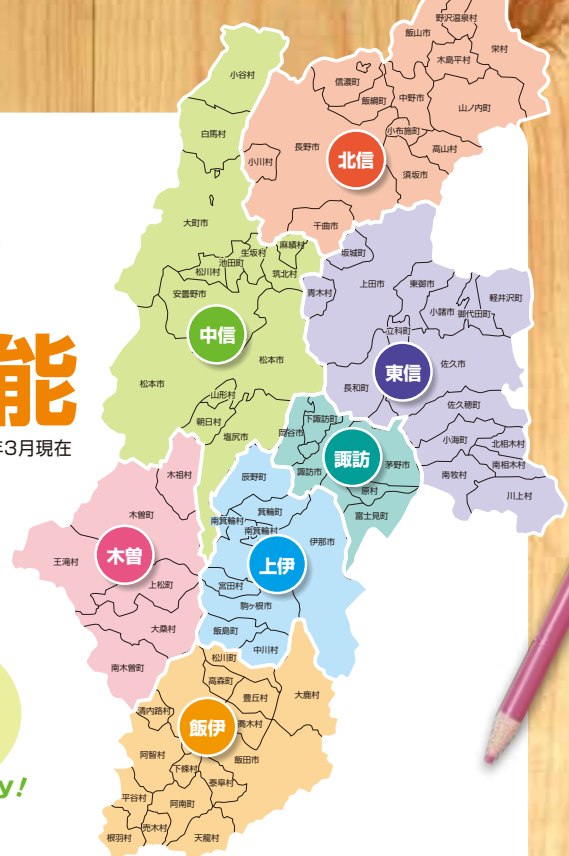 野沢温泉村
飯山市
栄村
木島平村
信濃町
飯綱町
中野市
山ノ内町
小布施町
高山村
長野市
北信
小川村
須坂市
千曲市
小谷村
白馬村
大町市
麻績村
生坂村
池田町
松川村
筑北村
安曇野市
中信
松本市
松本市
山形村
朝日村
塩尻市
坂城町
青木村
上田市
東御市
軽井沢町
小諸市
御代田町
立科町
東信
佐久市
長和町
佐久穂町
小海町
北相木村
南牧村
南相木村
川上村
下諏訪町
岡谷市
諏訪
諏訪市
茅野市
原村
富士見町
能
年3月現在
木祖村
木曽町
王滝村
木曽
上松町
大桑村
南木曽町
辰野町
箕輪町
南箕輪村
南箕輪村
伊那市
上伊
宮田村
駒ヶ根市
飯島町
中川村
松川町
高森町
豊丘村
大鹿村
清内路村
飯伊
喬木村
阿智村
飯田市
下條村
泰阜村
平谷村
阿南町
売木村
根羽村
天龍村
y!